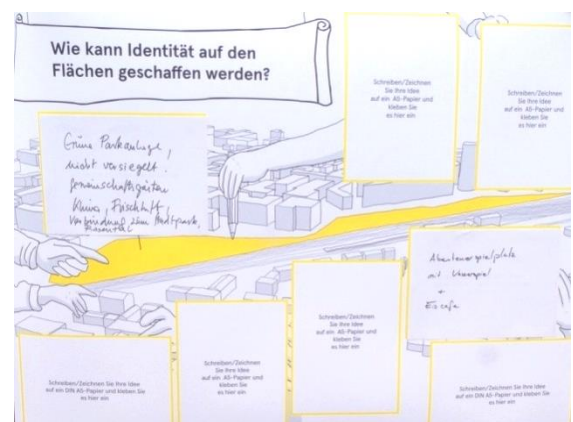 Wie kann Identität auf den
Flächen geschaffen werden?
Schreiben/Zeichnen
Sie Ihre Idee
auf ein A5-Papier und
kleben Sie
es hier ein
Schreiben/Zeichnen
Sie Ihre Idee
auf ein A5-Papier und
kleben Sie
es hier ein
Grüne Parkanlage,
nicht versiegelt.
Gemeinschaftsgärten
Klima, Frischluft,
Verbindung zum Stadtpark,
Rosental
Abenteuerspielplatz
mit
+
Eiscafe
Schreiben/Zeichnen
Sie Ihre Idee
auf ein A5-Papier und
kleben Sie
es hier ein
Schreiben/Zeichnen
Sie Ihre Idee
auf ein A5-Papier und
kleben Sie
es hier ein
Schreiben/Zeichnen Sie Ihre Idee
auf ein DIN A5-Papier und kleben Sie
es hier ein
Schreiben/Zeichnen Sie Ihre Idee
auf ein DIN A5-Papier und kleben Sie
es hier ein